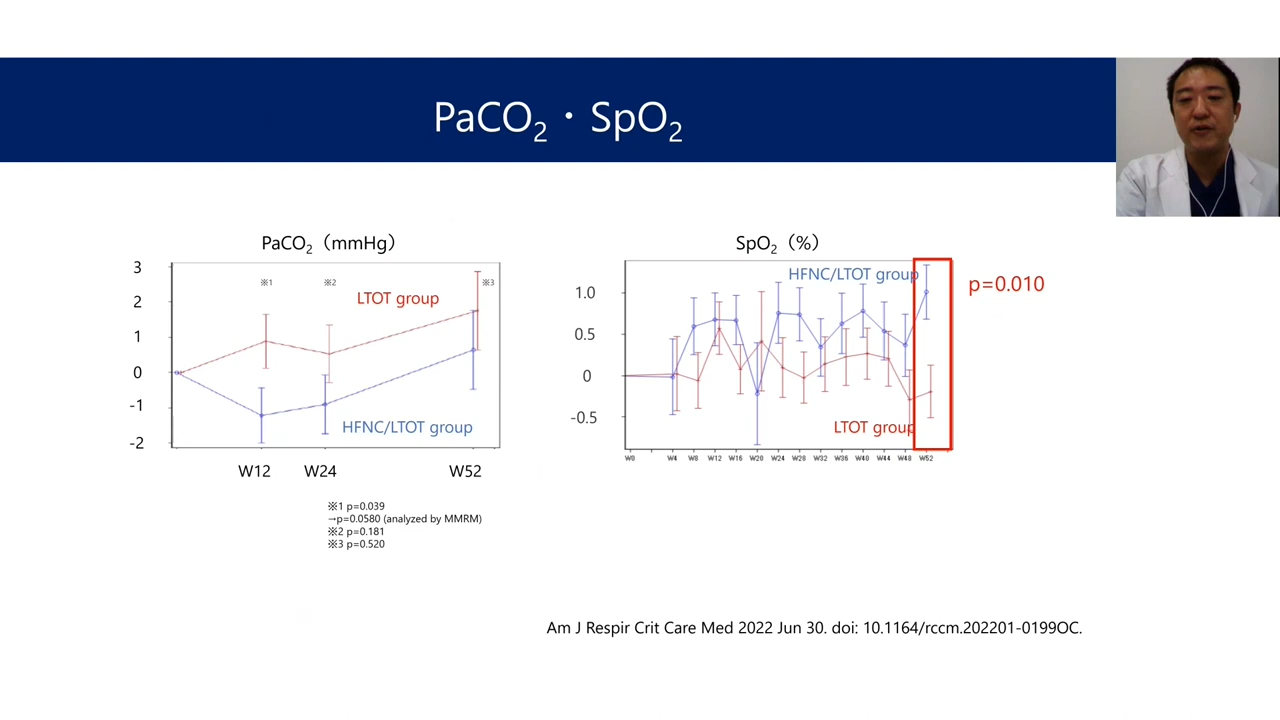 PaCO₂・SpO₂
PaCO₂（mmHg）
3
2
1
0
-1
-2
※1
※2
※3
LTOT group
HFNC/LTOT group
W12
W24
W52
※1 p=0.039
→p=0.0580 (analyzed by MMRM)
※2 p=0.181
※3 p=0.520
SpO₂（%）
1.0
0.5
0
-0.5
HFNC/LTOT group
LTOT group
p=0.010
W0 W4 W8 W12 W16 W20 W24 W28 W32 W36 W40 W44 W48 W52
Am J Respir Crit Care Med 2022 Jun 30. doi: 10.1164/rccm.202201-0199OC.